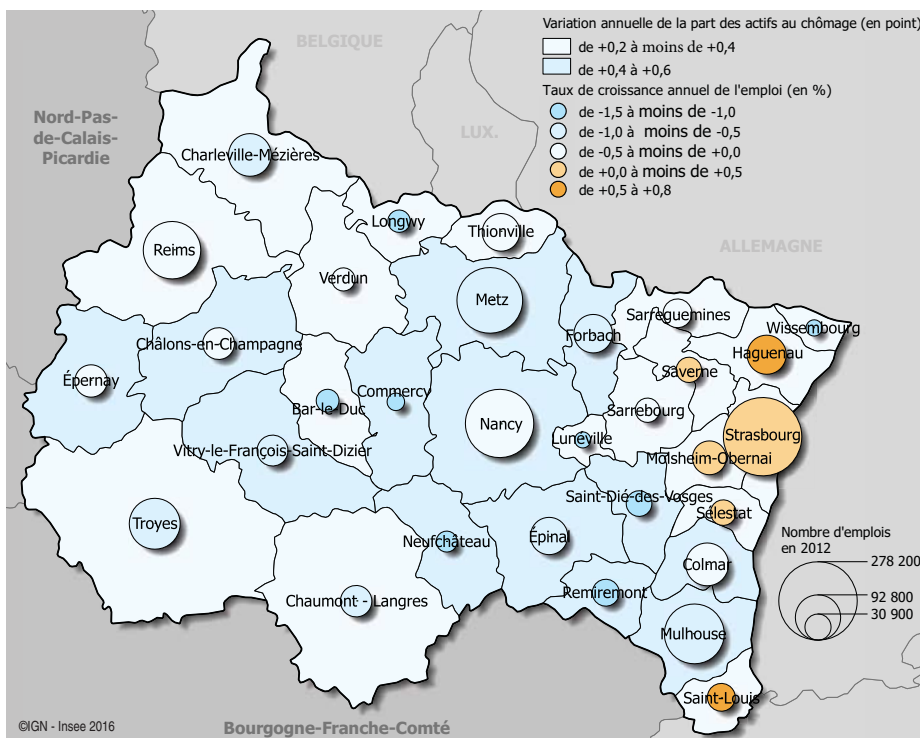 Variation annuelle de la part des actifs au chômage (en point)
de +0,2 à moins de +0,4
de +0,4 à +0,6
Taux de croissance annuel de l'emploi (en %)
de -1,5 à moins de -1,0
de -1,0 à moins de -0,5
de -0,5 à moins de +0,0
de +0,0 à moins de +0,5
de +0,5 à +0,8
BELGIQUE
Nord-Pas-
de-Calais-
Picardie
LUX.
ALLEMAGNE
Charleville-Mézières
Longwy
Thionville
Reims
Verdun
Metz
Sarreguemines
Wissembourg
Forbach
Châlons-en-Champagne
Haguenau
Saverne
Épernay
Commercy
Bar-le-Duc
Sarrebourg
Nancy
Strasbourg
Lunéville
Vitry-le-François-Saint-Dizier
Molsheim-Obernai
Saint-Dié-des-Vosges
Sélestat
Troyes
Neufchâteau
Épinal
Colmar
Chaumont - Langres
Remiremont
Mulhouse
Saint-Louis
Nombre d'emplois
en 2012
278 200
92 800
30 900
©IGN - Insee 2016
Bourgogne-Franche-Comté